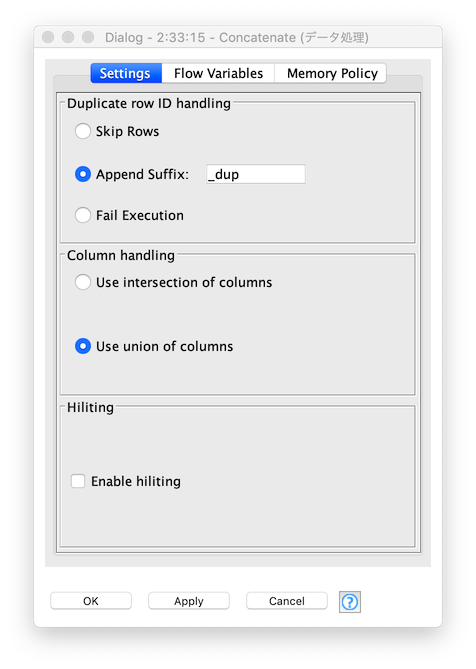 Dialog - 2:33:15 - Concatenate (データ処理)
Settings Flow Variables Memory Policy
Duplicate row ID handling
Skip Rows
Append Suffix: _dup
Fail Execution
Column handling
Use intersection of columns
Use union of columns
Hiliting
Enable hiliting
OK Apply Cancel ?